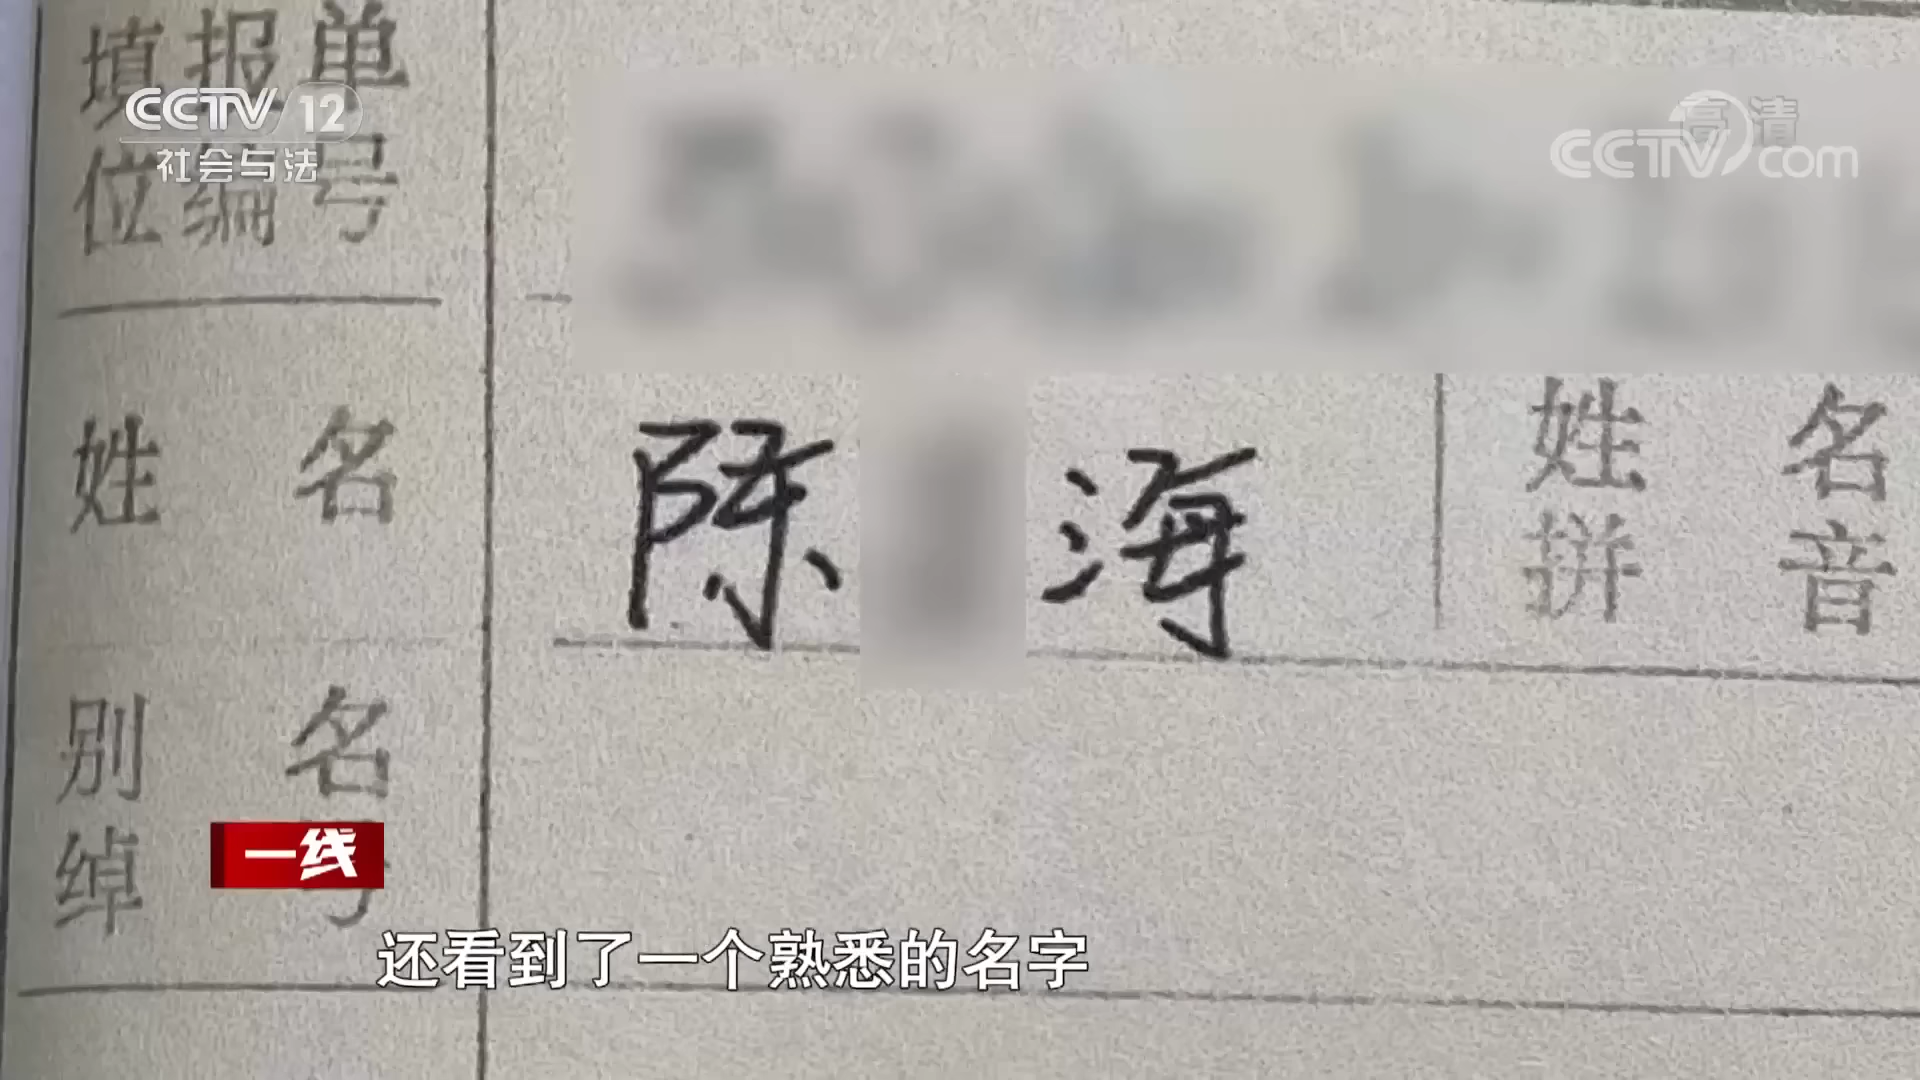 填报单
位编号
CCTV 12
社会与法
高清
CCTV.com
姓名 陈 海 姓名
拼音
别名
绰号
一线
还看到了一个熟悉的名字